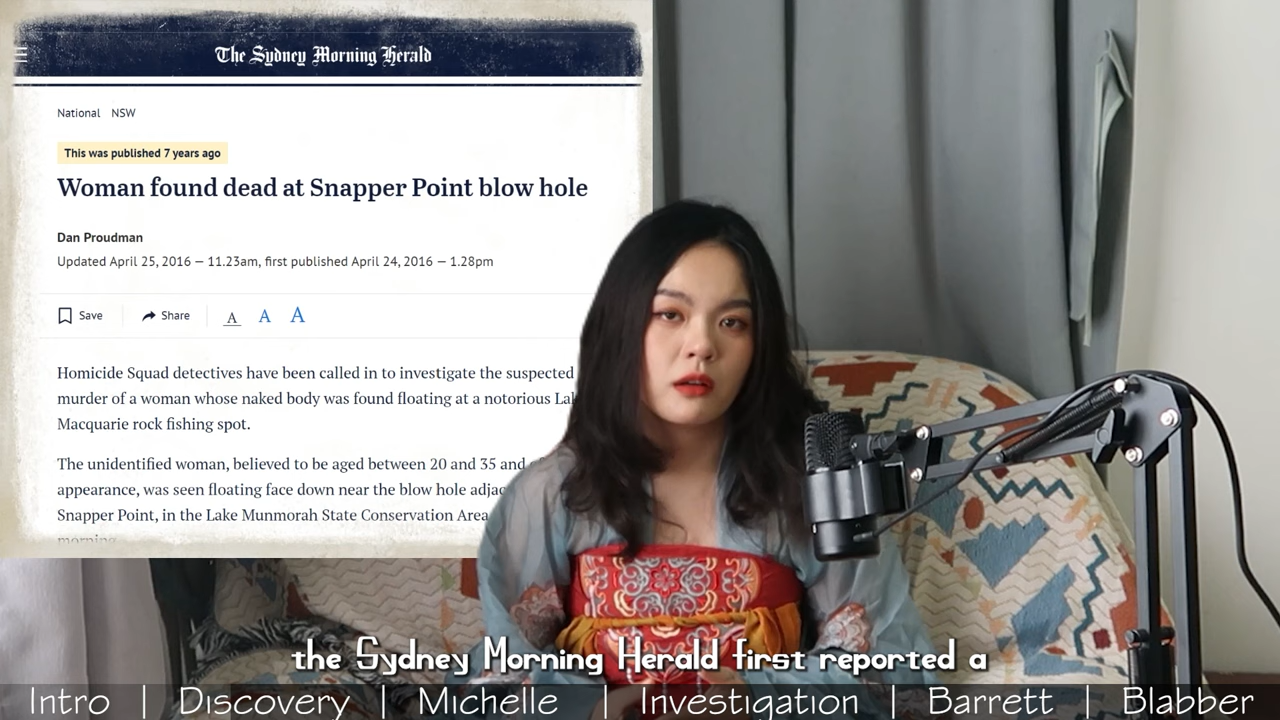 The Sydney Morning Herald
National NSW
This was published 7 years ago
Woman found dead at Snapper Point blow hole
Dan Proudman
Updated April 25, 2016 — 11.23am, first published April 24, 2016 — 1.28pm
Save Share A A A
Homicide Squad detectives have been called in to investigate the suspected
murder of a woman whose naked body was found floating at a notorious
Macquarie rock fishing spot.
The unidentified woman, believed to be aged between 20 and 35 and
appearance, was seen floating face down near the blow hole
Snapper Point, in the Lake Munmorah State Conservation Area
morning
the Sydney Morning Herald first reported a
Intro | Discovery | Michelle | Investigation | Barrett | Blabber